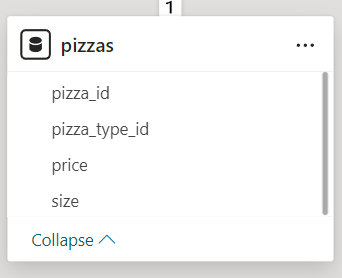 1
pizzas
pizza_id
pizza_type_id
price
size
Collapse